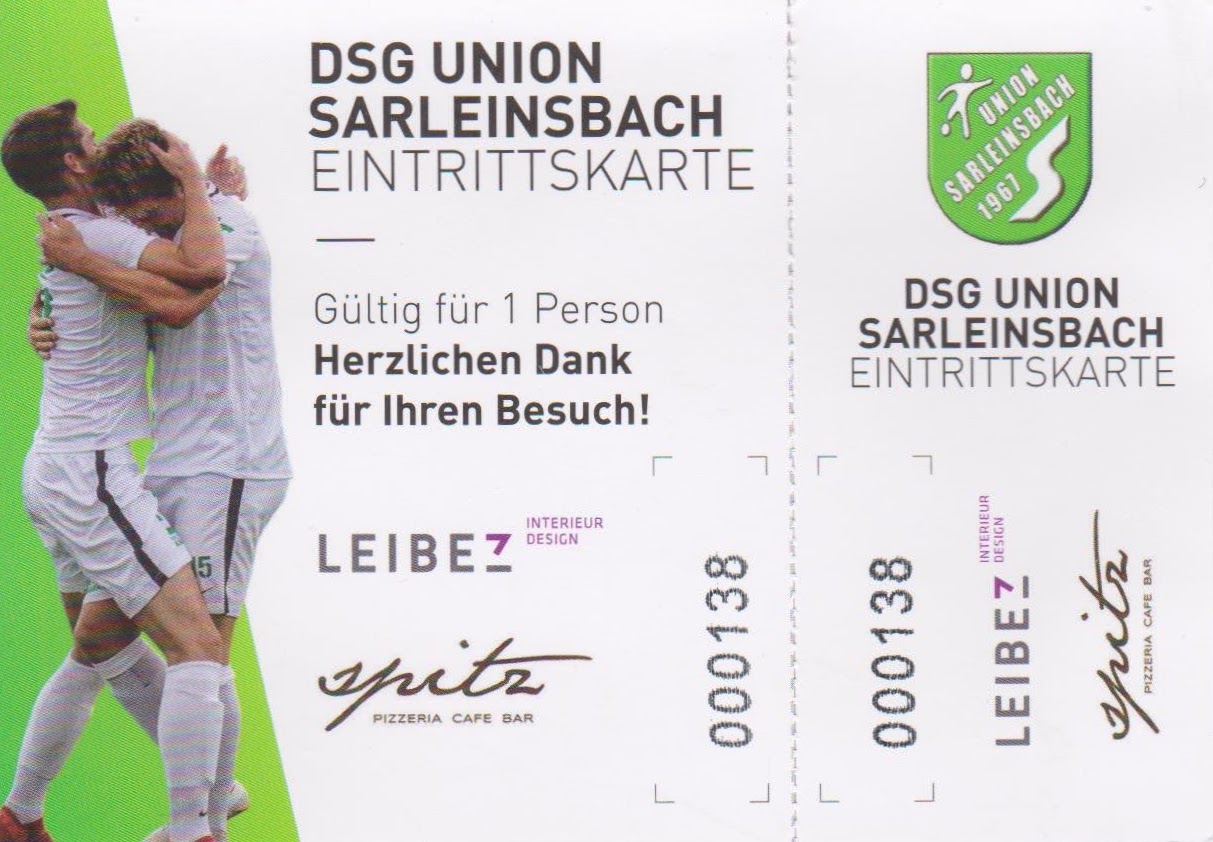 DSG UNION
SARLEINSBACH
EINTRITTSKARTE
Gültig für 1 Person
Herzlichen Dank
für Ihren Besuch!
LEIBEZ
INTERIEUR
DESIGN
spitz
PIZZERIA CAFE BAR
15
000138
UNION
SARLEINSBACH
1967
DSG UNION
SARLEINSBACH
EINTRITTSKARTE
000138
LEIBEZ
INTERIEUR
DESIGN
spitz
PIZZERIA CAFE BAR